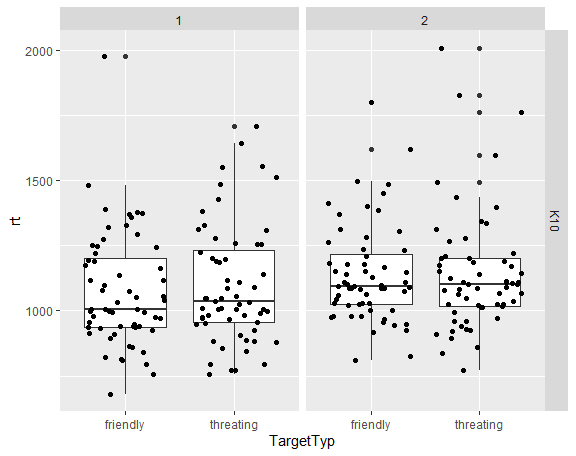 1 2
2000
1500
1000
rt
K10
friendly threating friendly threating
TargetTyp